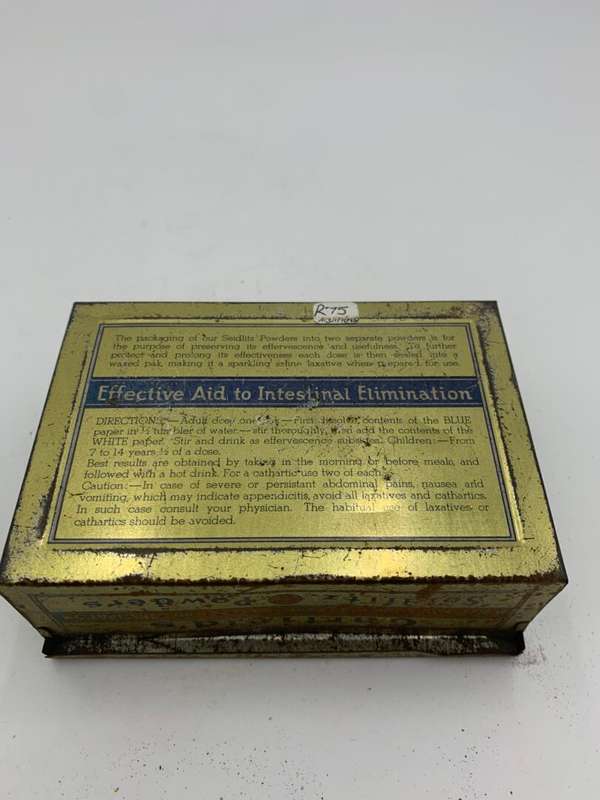 R75
The packaging of our Seidlitz Powders into two separate powders is for
the purpose of preserving its effervescence and usefulness. To further
protect and prolong its effectiveness each dose is then sealed into a
waxed pak, making it a sparkling saline laxative when prepared for use.
Effective Aid to Intestinal Elimination
DIRECTIONS:—Adult dose, one pak—First dissolve contents of the BLUE
paper in ½ tumbler of water—stir thoroughly, then add the contents of the
WHITE paper. Stir and drink as effervescence subsides. Children:—From
7 to 14 years ½ of a dose.
Best results are obtained by taking in the morning or before meals, and
followed with a hot drink. For a cathartic use two of each.
Caution:—In case of severe or persistant abdominal pains, nausea and
vomiting, which may indicate appendicitis, avoid all laxatives and cathartics.
In such case consult your physician. The habitual use of laxatives or
cathartics should be avoided.
Powders